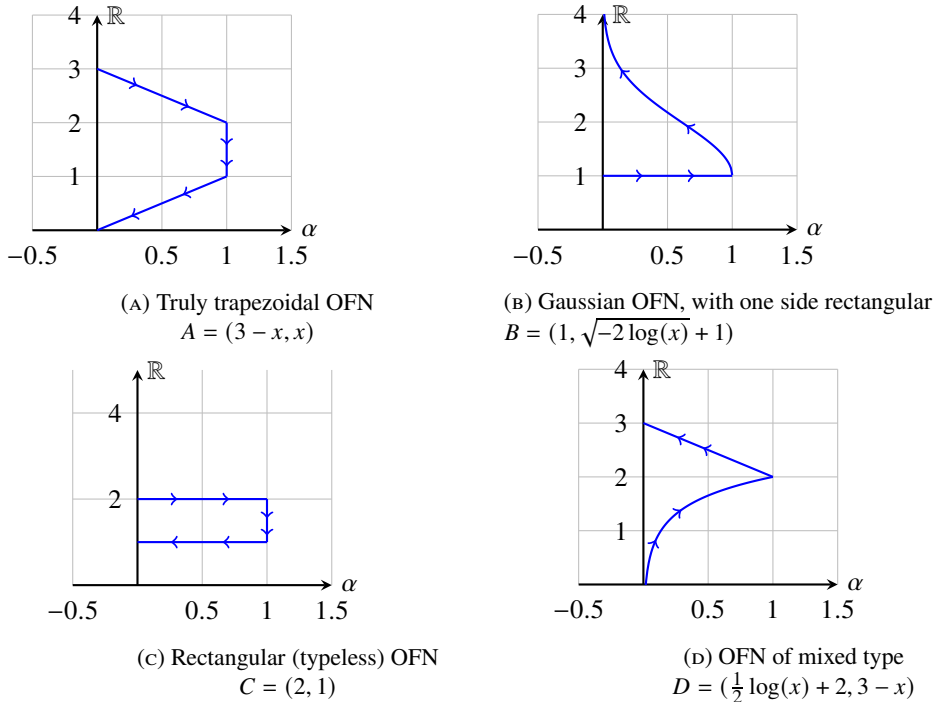 4 ℝ
3
2
1
α
−0.5 0.5 1 1.5
(A) Truly trapezoidal OFN
A = (3 − x, x)
4 ℝ
3
2
1
α
−0.5 0.5 1 1.5
(B) Gaussian OFN, with one side rectangular
B = (1, √−2 log(x) + 1)
ℝ
4
2
α
−0.5 0.5 1 1.5
(C) Rectangular (typeless) OFN
C = (2, 1)
4 ℝ
3
2
1
α
−0.5 0.5 1 1.5
(D) OFN of mixed type
D = (½ log(x) + 2, 3 − x)